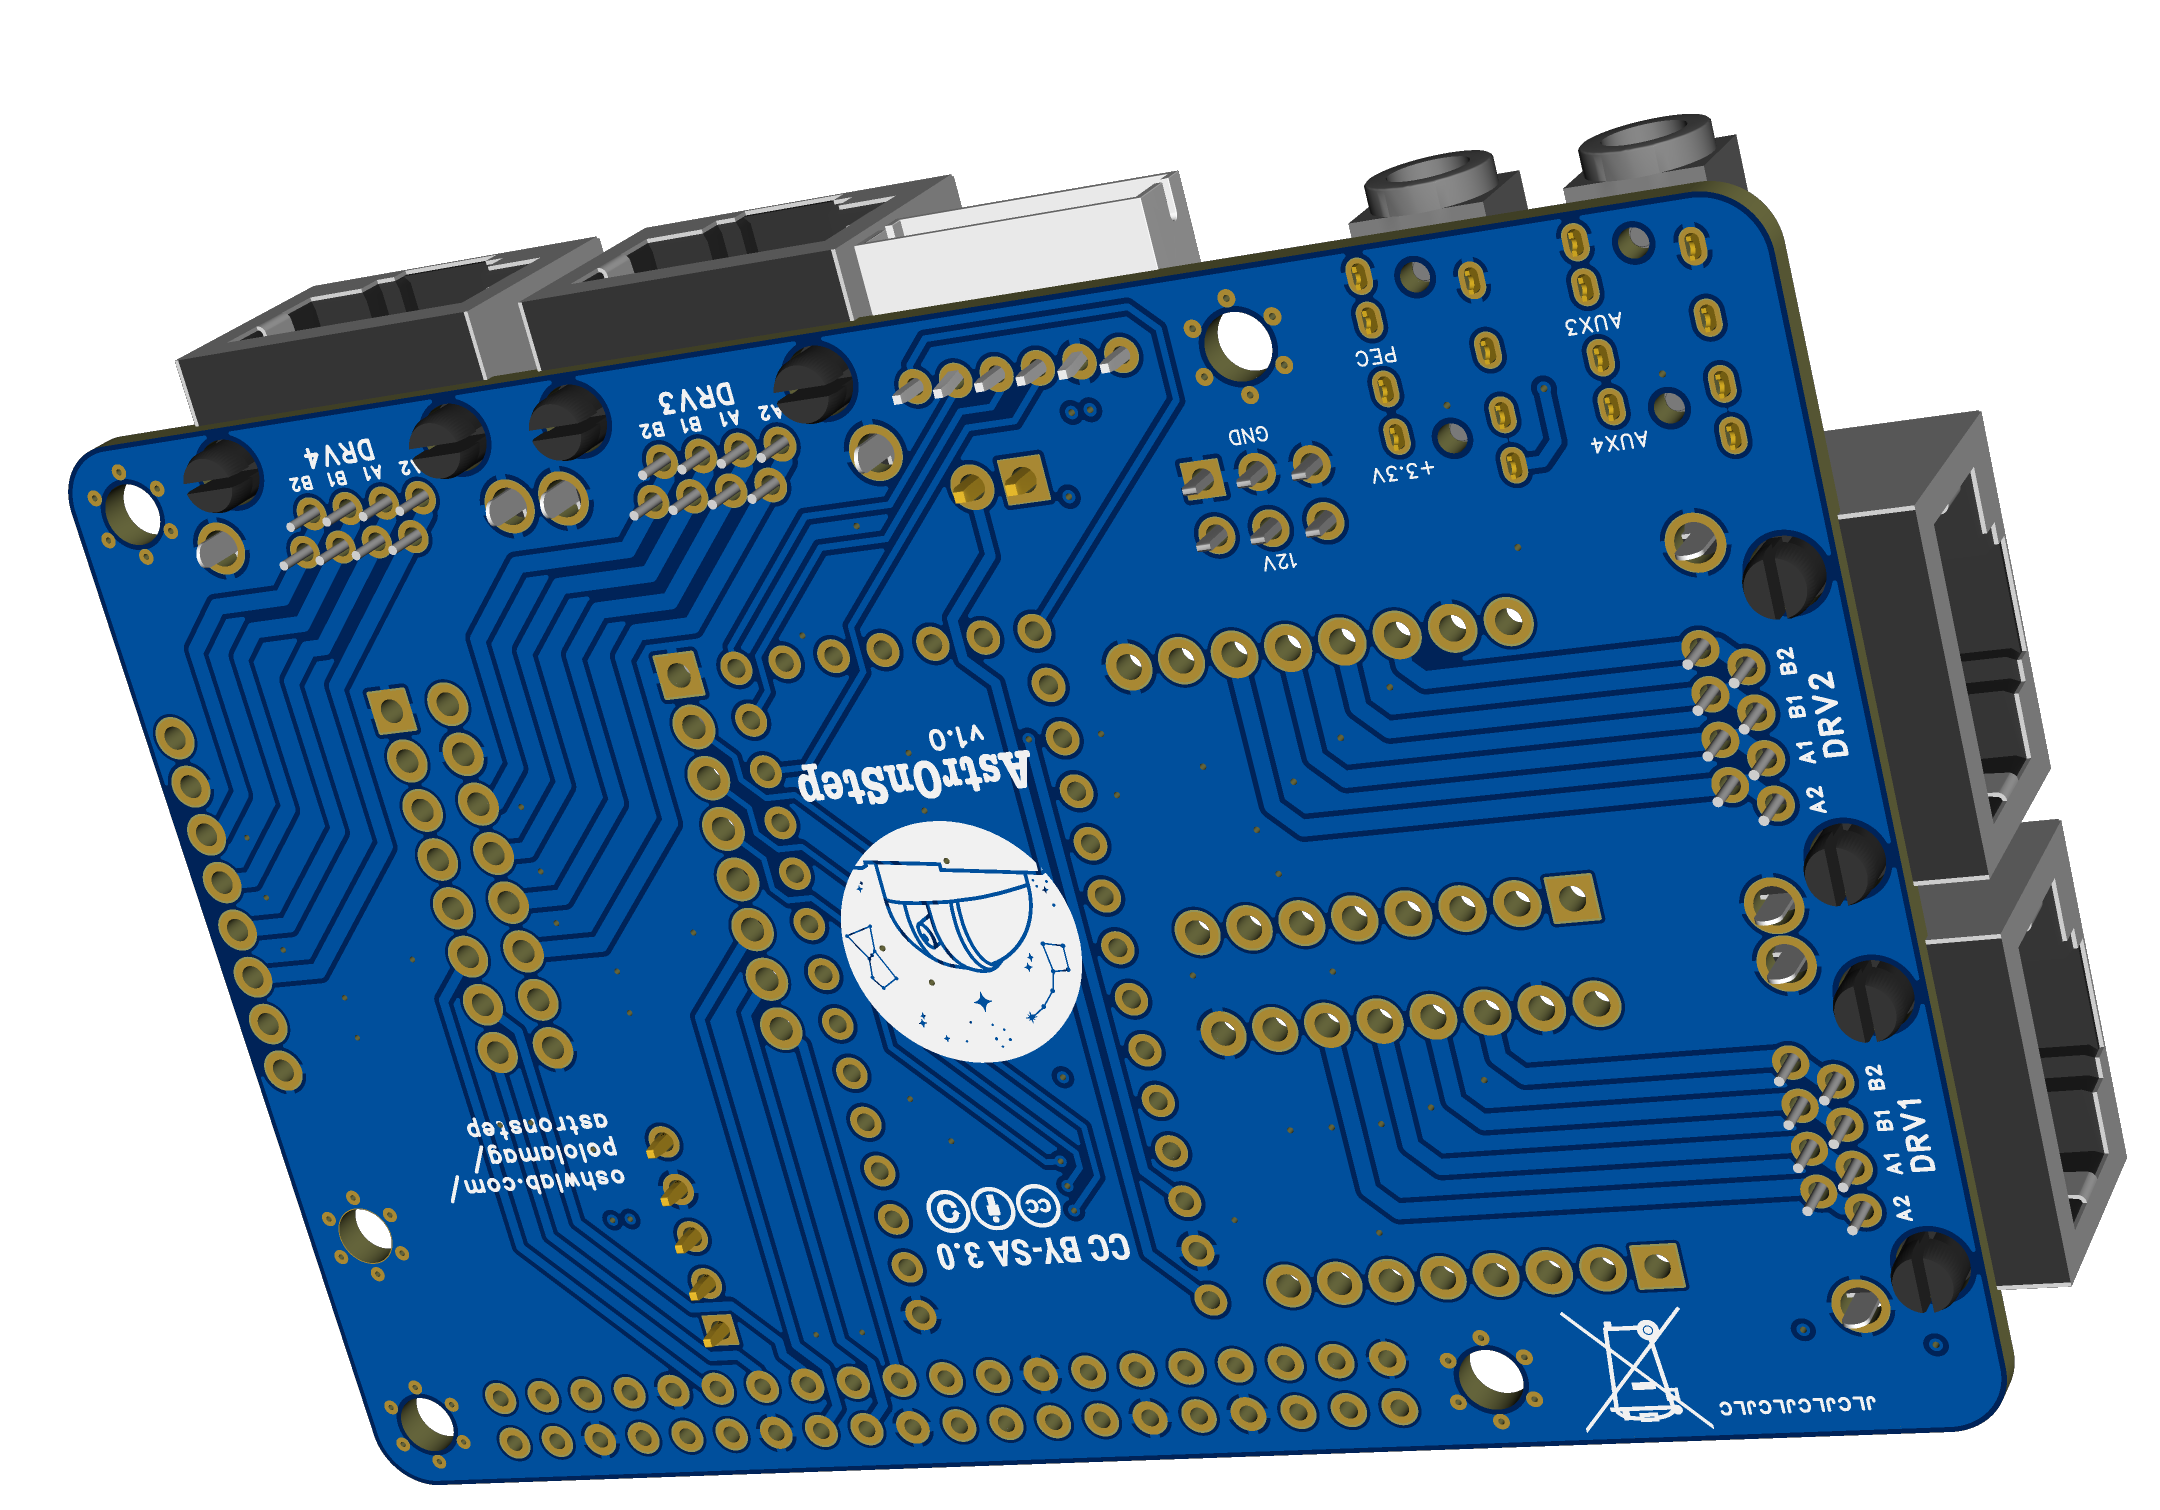 DRV4
B2 B1 A1 A2
DRV3
B2 B1 A1 A2
PEC
AUX3
GND
+3.3V
AUX4
12V
B2
B1
A1
A2
DRV2
AstrOnStep
v1.0
B2
B1
A1
A2
DRV1
oshwlab.com/
pololamag/
astronstep
cc
CC BY-SA 3.0
JLCJLCJLCJLC